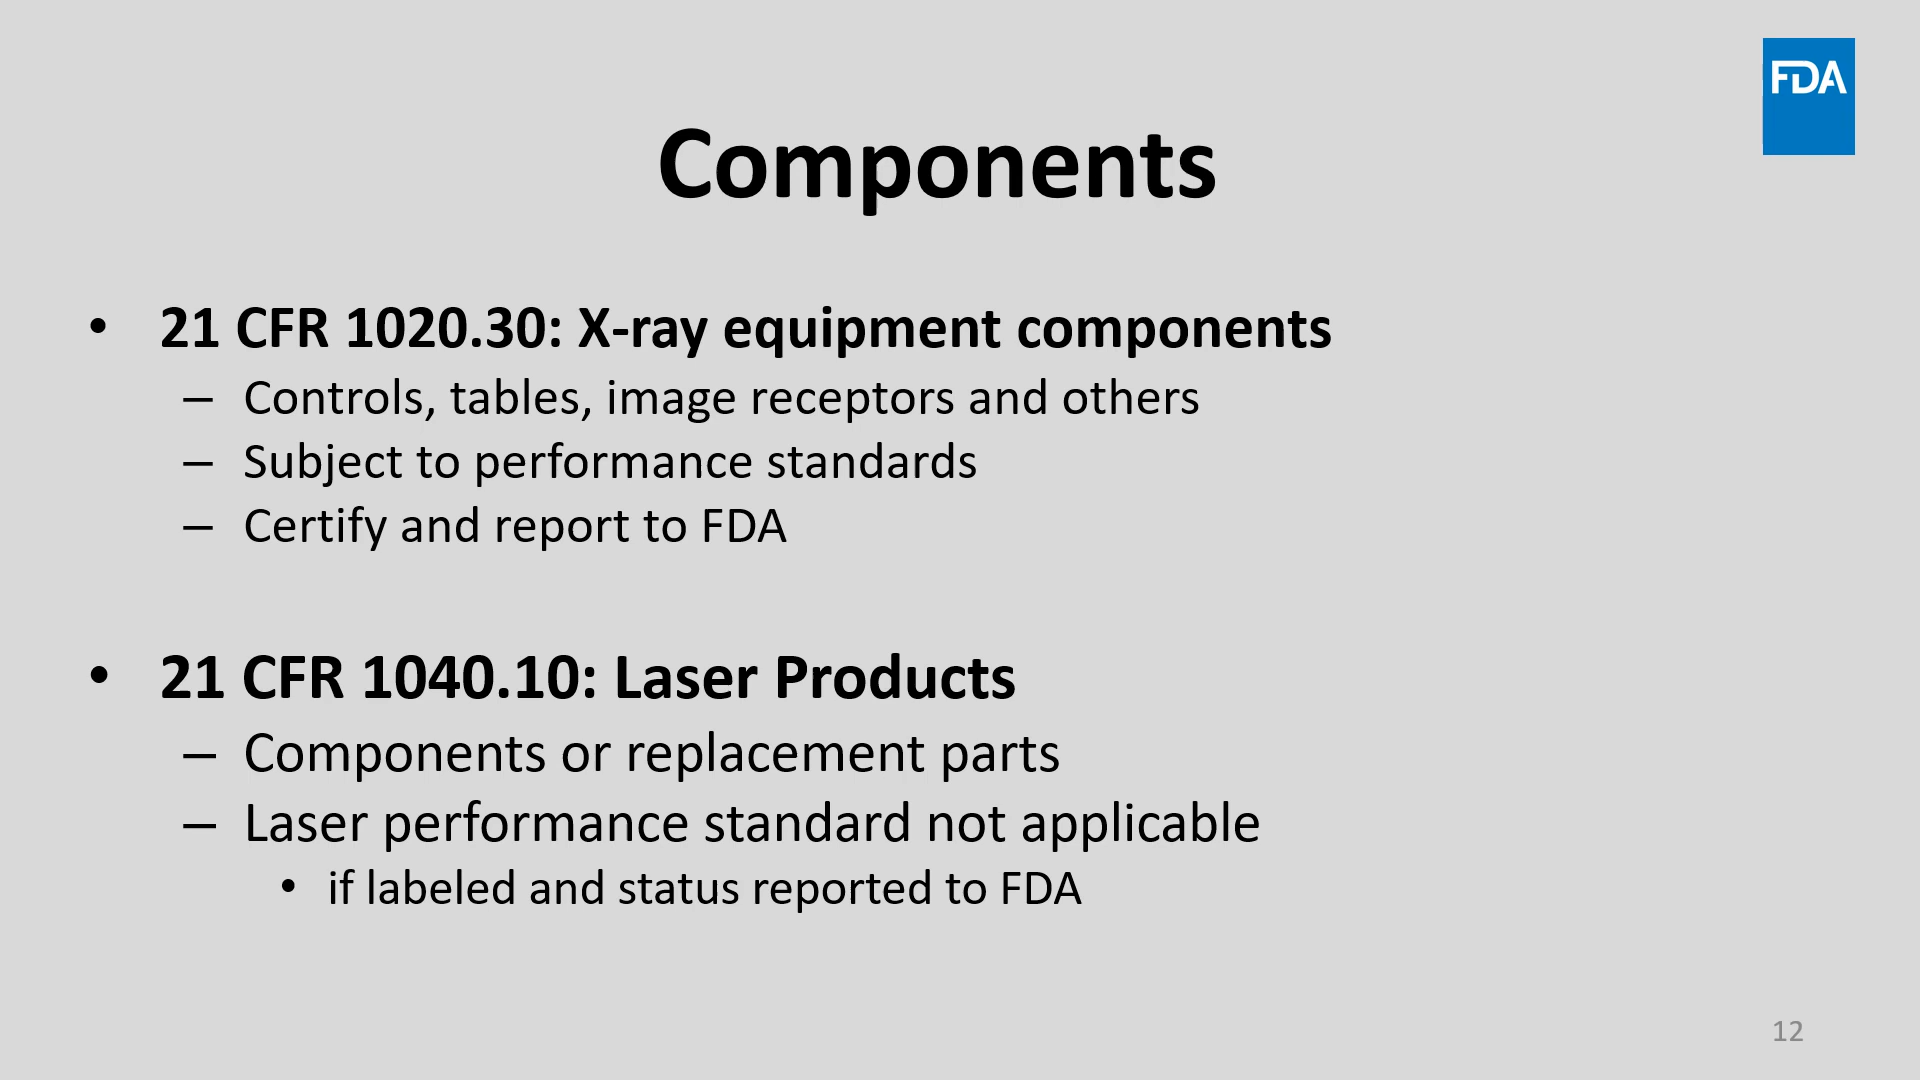 FDA
Components
• 21 CFR 1020.30: X-ray equipment components
– Controls, tables, image receptors and others
– Subject to performance standards
– Certify and report to FDA
• 21 CFR 1040.10: Laser Products
– Components or replacement parts
– Laser performance standard not applicable
• if labeled and status reported to FDA
12